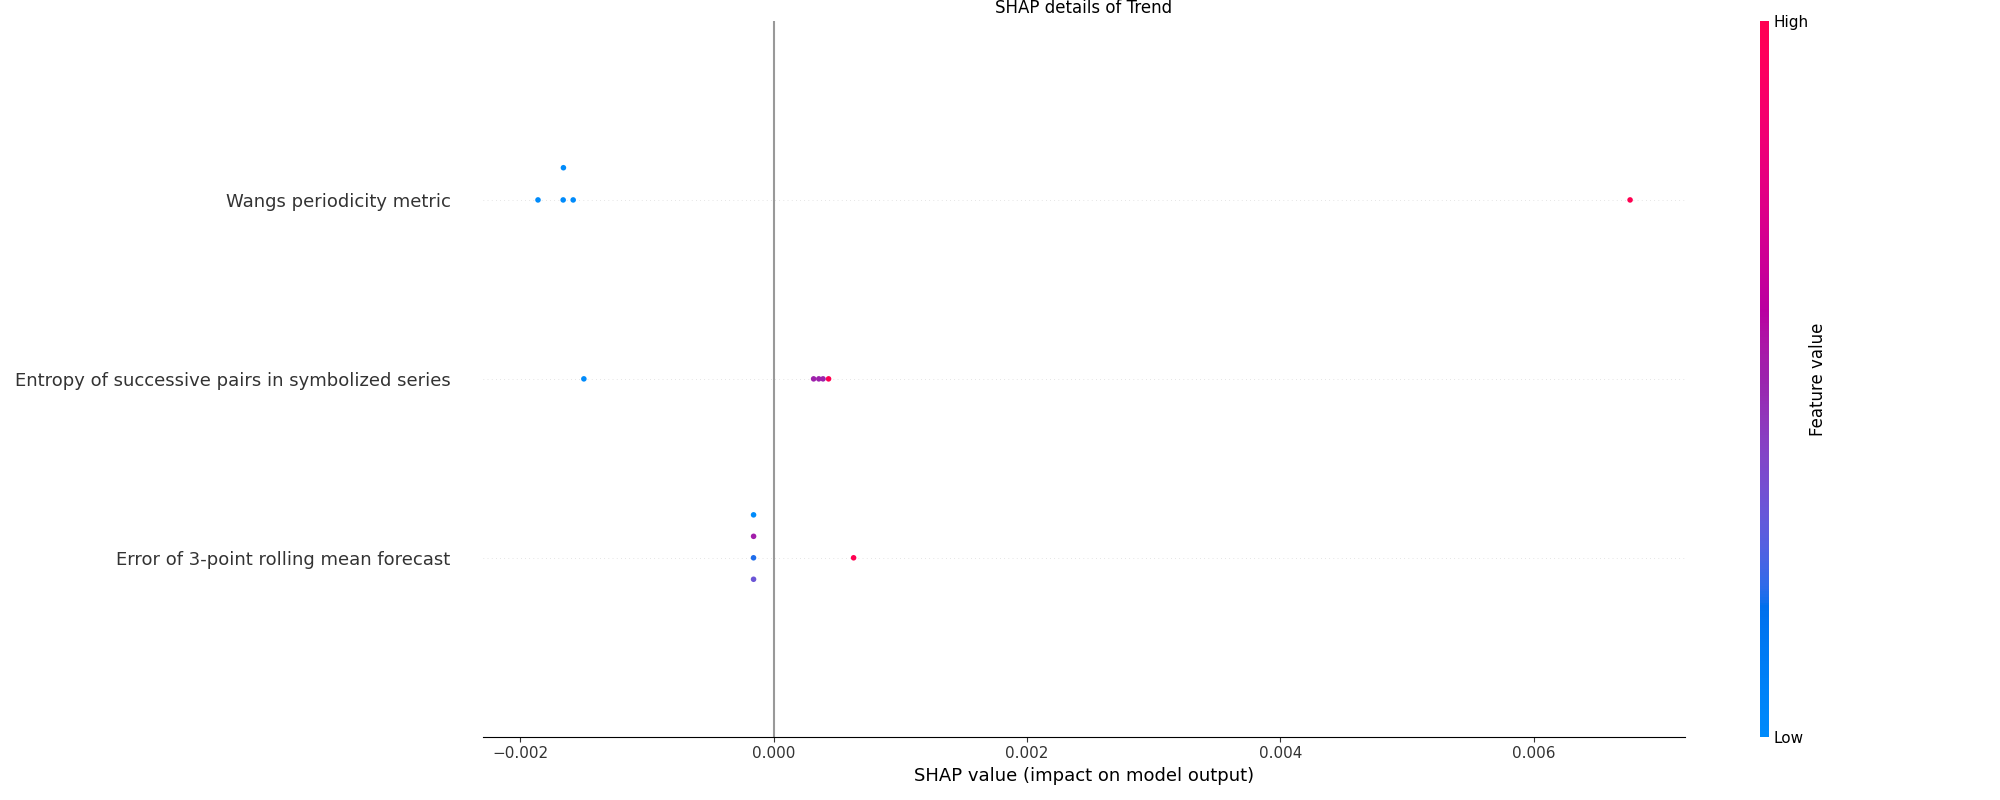 SHAP details of Trend
High
Wangs periodicity metric
Entropy of successive pairs in symbolized series
Feature value
Error of 3-point rolling mean forecast
Low
−0.002 0.000 0.002 0.004 0.006
SHAP value (impact on model output)